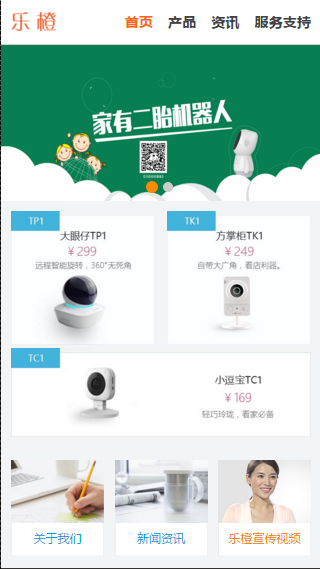 乐橙
首页 产品 资讯 服务支持
家有二胎机器人
TP1
大眼仔TP1
¥299
远程智能旋转，360°无死角
TK1
方掌柜TK1
¥249
自带大广角，看店利器。
TC1
小逗宝TC1
¥169
轻巧玲珑，看家必备
关于我们
新闻资讯
乐橙宣传视频